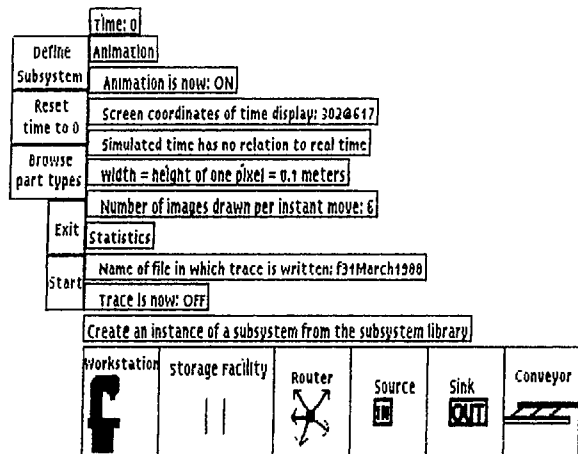 Time: 0
Define
Subsystem
Animation
Animation is now: ON
Reset
time to 0
Screen coordinates of time display: 302@617
Simulated time has no relation to real time
Browse
part types
Width = height of one pixel = 0.1 meters
Number of images drawn per instant move: 6
Exit
Statistics
Start
Name of file in which trace is written: f31March1988
Trace is now: OFF
Create an instance of a subsystem from the subsystem library
Workstation
Storage Facility
Router
Source
Sink
Conveyor
IN
OUT